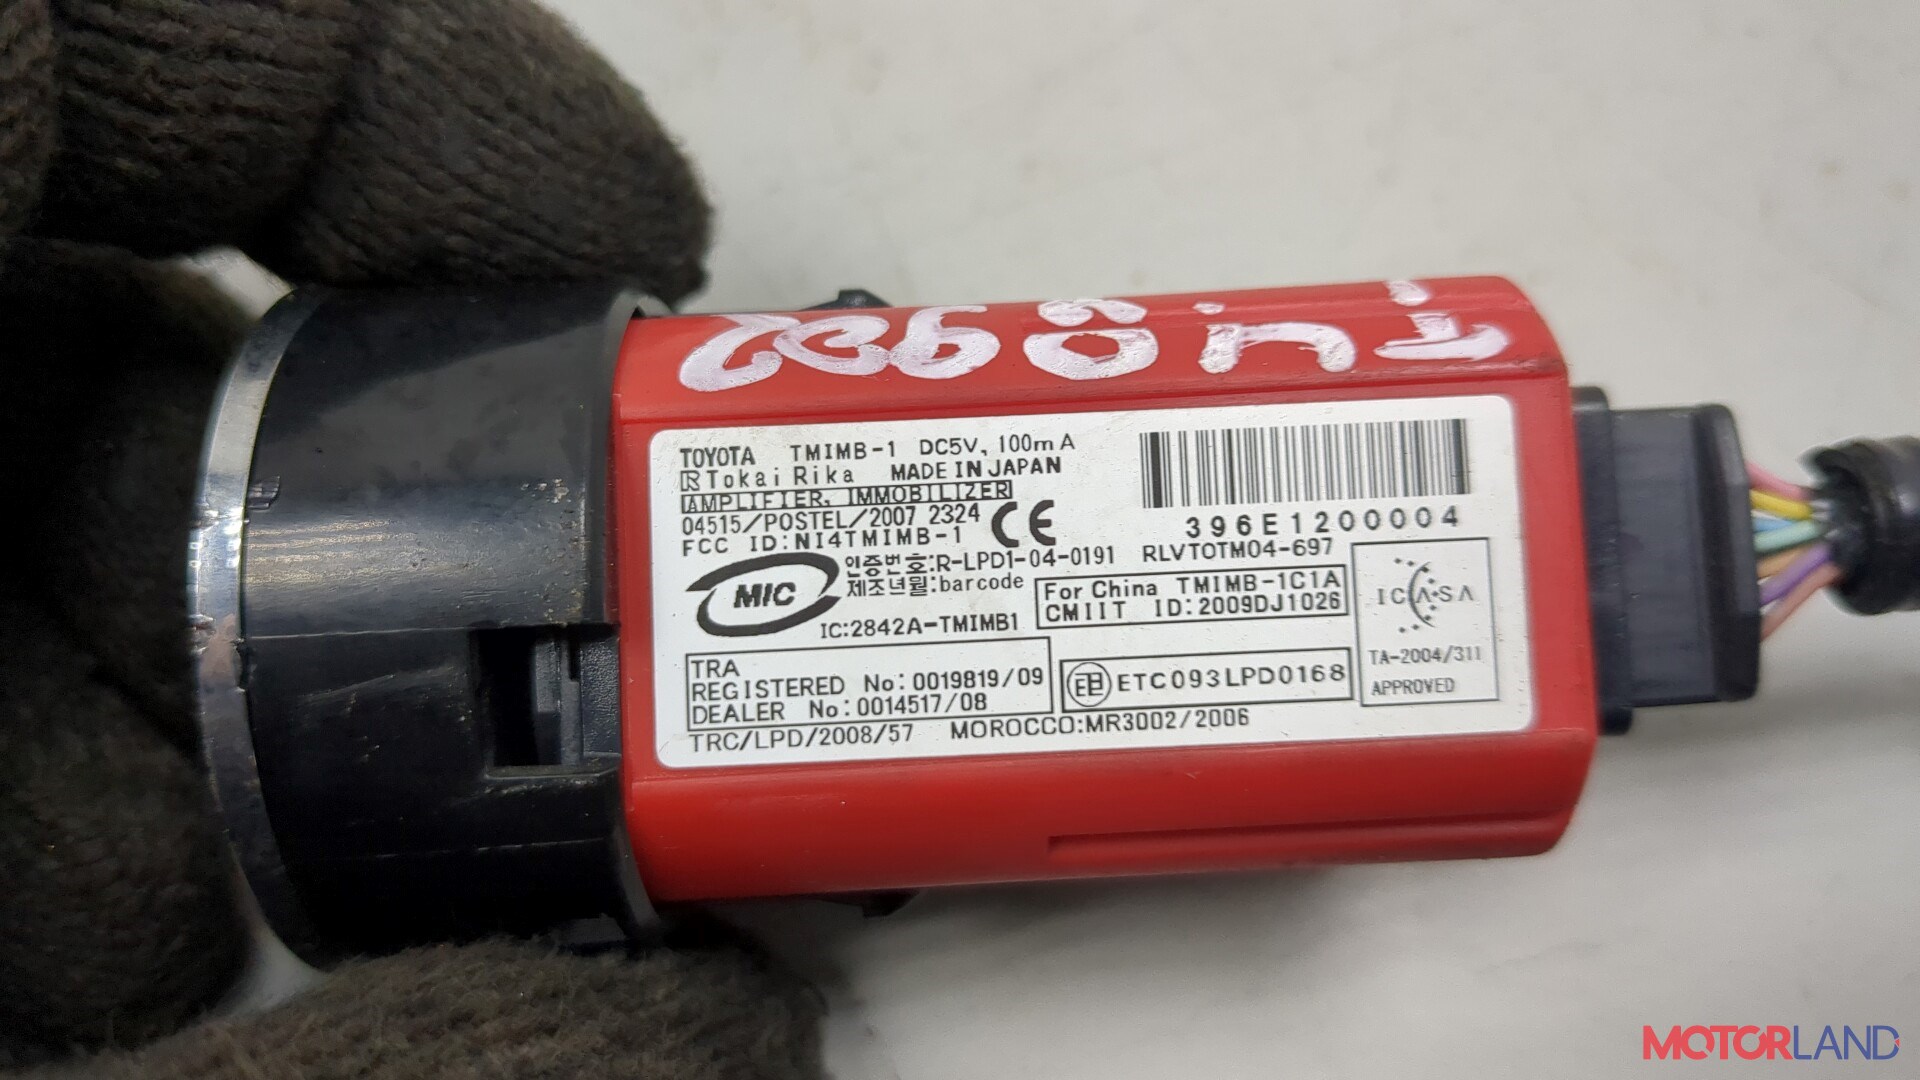 TOYOTA TMIMB-1 DC5V, 100mA
Tokai Rika MADE IN JAPAN
AMPLIFIER, IMMOBILIZER
04515/POSTEL/2007 2324 CE
FCC ID:NI4TMIMB-1
396E1200004
MIC
인증번호:R-LPD1-04-0191 RLVTOTM04-697
제조년월:barcode
IC:2842A-TMIMB1
For China TMIMB-1C1A
CMIIT ID:2009DJ1026
ICASA
TA-2004/311
APPROVED
TRA
REGISTERED No:0019819/09
DEALER No:0014517/08
ETC093LPD0168
TRC/LPD/2008/57 MOROCCO:MR3002/2006
MOTORLAND